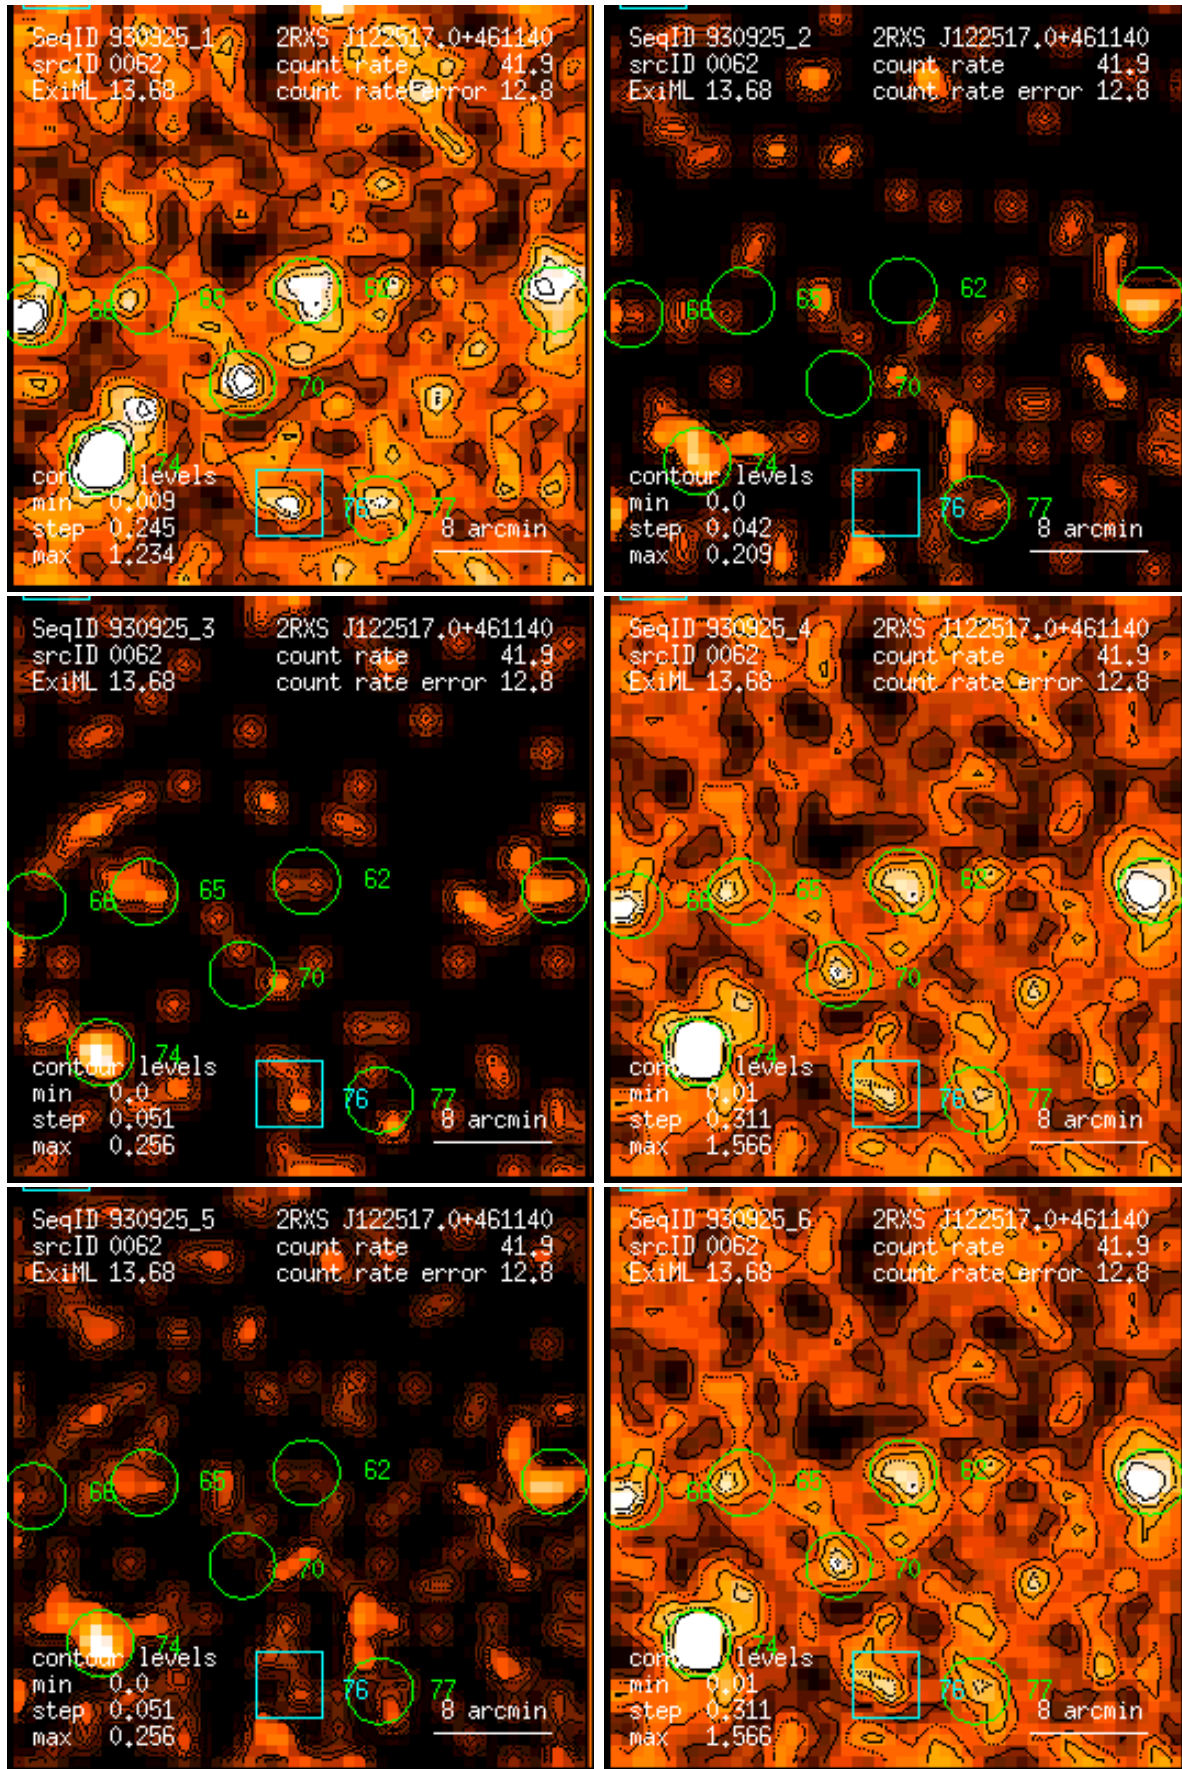 SeqID 930925_1 2RXS J122517.0+461140
srcID 0062 count rate 41.9
ExiML 13.68 count rate error 12.8
62
65
68
70
74
contour levels
min 0.009
76
77
step 0.245
8 arcmin
max 1.234
SeqID 930925_2 2RXS J122517.0+461140
srcID 0062 count rate 41.9
ExiML 13.68 count rate error 12.8
62
65
68
70
74
contour levels
min 0.0
76
77
step 0.042
8 arcmin
max 0.209
SeqID 930925_3 2RXS J122517.0+461140
srcID 0062 count rate 41.9
ExiML 13.68 count rate error 12.8
62
65
68
70
74
contour levels
min 0.0
76
77
step 0.051
8 arcmin
max 0.256
SeqID 930925_4 2RXS J122517.0+461140
srcID 0062 count rate 41.9
ExiML 13.68 count rate error 12.8
62
65
68
70
74
contour levels
min 0.01
76
77
step 0.311
8 arcmin
max 1.566
SeqID 930925_5 2RXS J122517.0+461140
srcID 0062 count rate 41.9
ExiML 13.68 count rate error 12.8
62
65
68
70
74
contour levels
min 0.0
76
77
step 0.051
8 arcmin
max 0.256
SeqID 930925_6 2RXS J122517.0+461140
srcID 0062 count rate 41.9
ExiML 13.68 count rate error 12.8
62
65
68
70
74
contour levels
min 0.01
76
77
step 0.311
8 arcmin
max 1.566